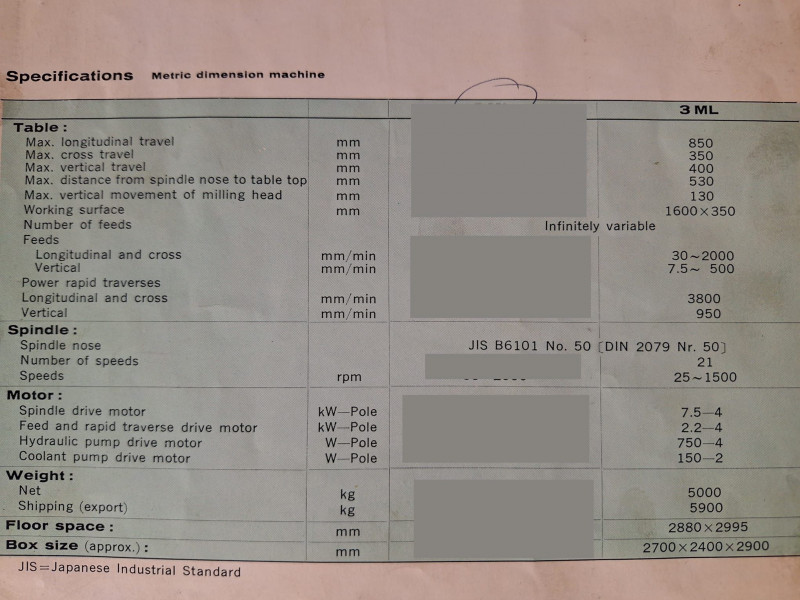 Specifications Metric dimension machine
3 ML
Table :
Max. longitudinal travel mm 850
Max. cross travel mm 350
Max. vertical travel mm 400
Max. distance from spindle nose to table top mm 530
Max. vertical movement of milling head mm 130
Working surface mm 1600×350
Number of feeds Infinitely variable
Feeds
Longitudinal and cross mm/min 30~2000
Vertical mm/min 7.5~ 500
Power rapid traverses
Longitudinal and cross mm/min 3800
Vertical mm/min 950
Spindle :
Spindle nose JIS B6101 No. 50 [DIN 2079 Nr. 50]
Number of speeds 21
Speeds rpm 25~1500
Motor :
Spindle drive motor kW—Pole 7.5—4
Feed and rapid traverse drive motor kW—Pole 2.2—4
Hydraulic pump drive motor W—Pole 750—4
Coolant pump drive motor W—Pole 150—2
Weight :
Net kg 5000
Shipping (export) kg 5900
Floor space : mm 2880×2995
Box size (approx.) : mm 2700×2400×2900
JIS=Japanese Industrial Standard